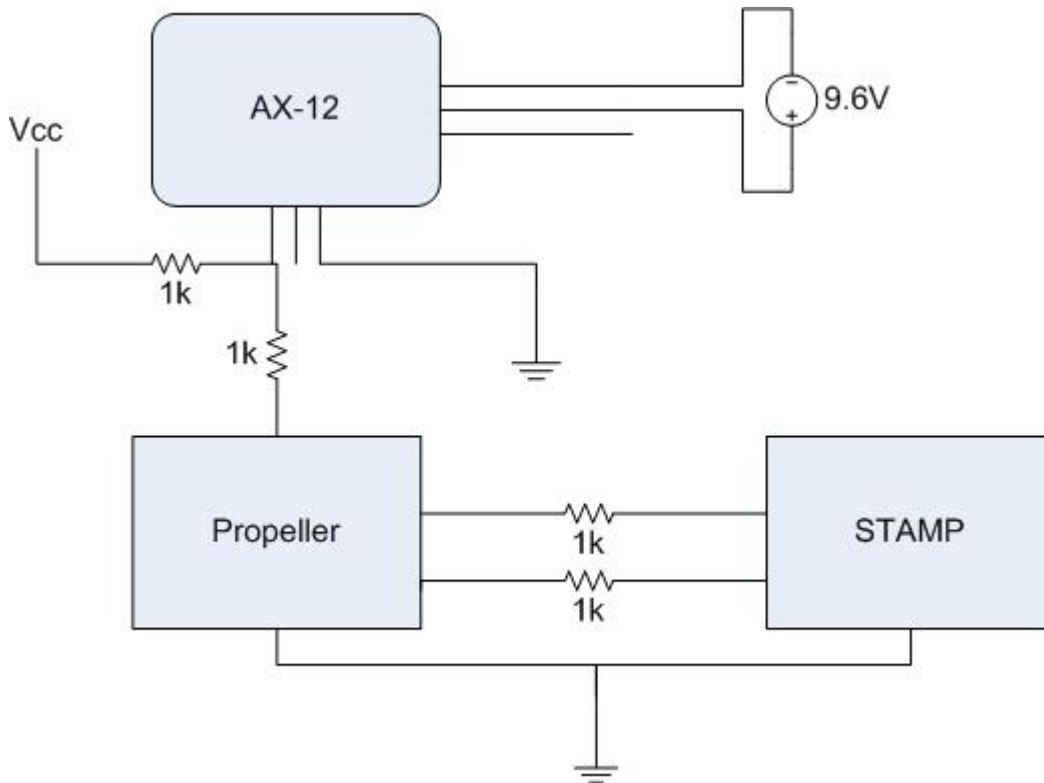 AX-12
−
9.6V
+
Vcc
1k
1k
Propeller
1k
1k
STAMP